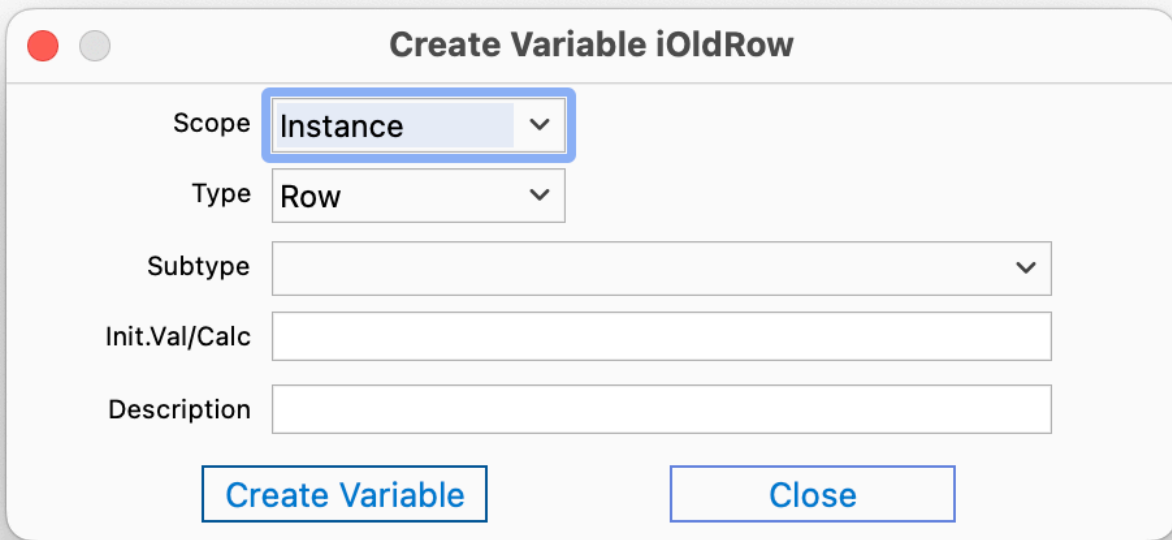 Create Variable iOldRow
Scope Instance
Type Row
Subtype
Init.Val/Calc
Description
Create Variable Close